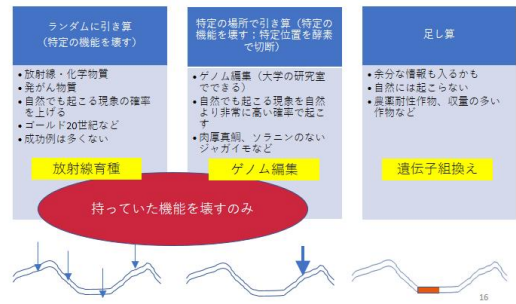 ランダムに引き算
(特定の機能を壊す)
• 放射線・化学物質
• 発がん物質
• 自然でも起こる現象の確率
を上げる
• ゴールド20世紀など
• 成功例は多くない
放射線育種
特定の場所で引き算(特定の
機能を壊す;特定位置を酵素
で切断)
• ゲノム編集(大学の研究室
でできる)
• 自然でも起こる現象を自然
より非常に高い確率で起こ
す
• 肉厚真鯛、ソラニンのない
ジャガイモなど
ゲノム編集
足し算
• 余分な情報も入るかも
• 自然には起こらない
• 農薬耐性作物、収量の多い
作物など
遺伝子組換え
持っていた機能を壊すのみ
16